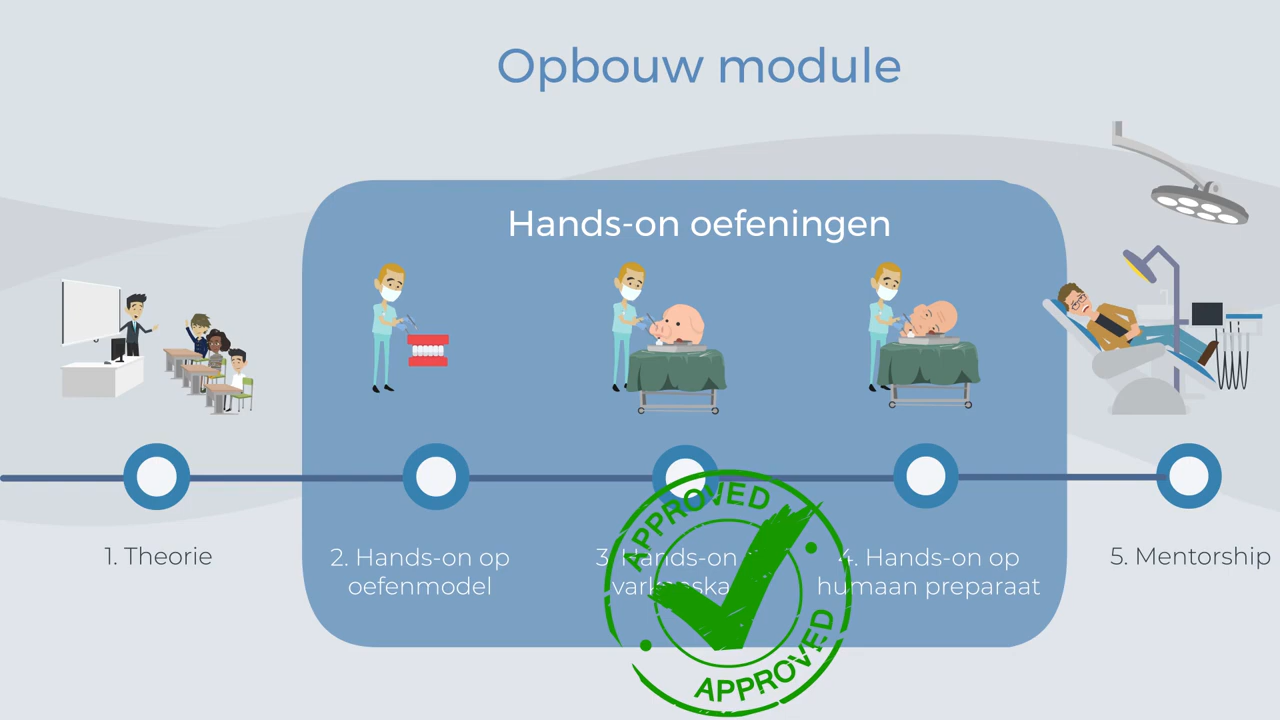 Opbouw module
Hands-on oefeningen
1. Theorie
2. Hands-on op
oefenmodel
3. Hands-on
4. Hands-on op
humaan preparaat
5. Mentorship
APPROVED
APPROVED